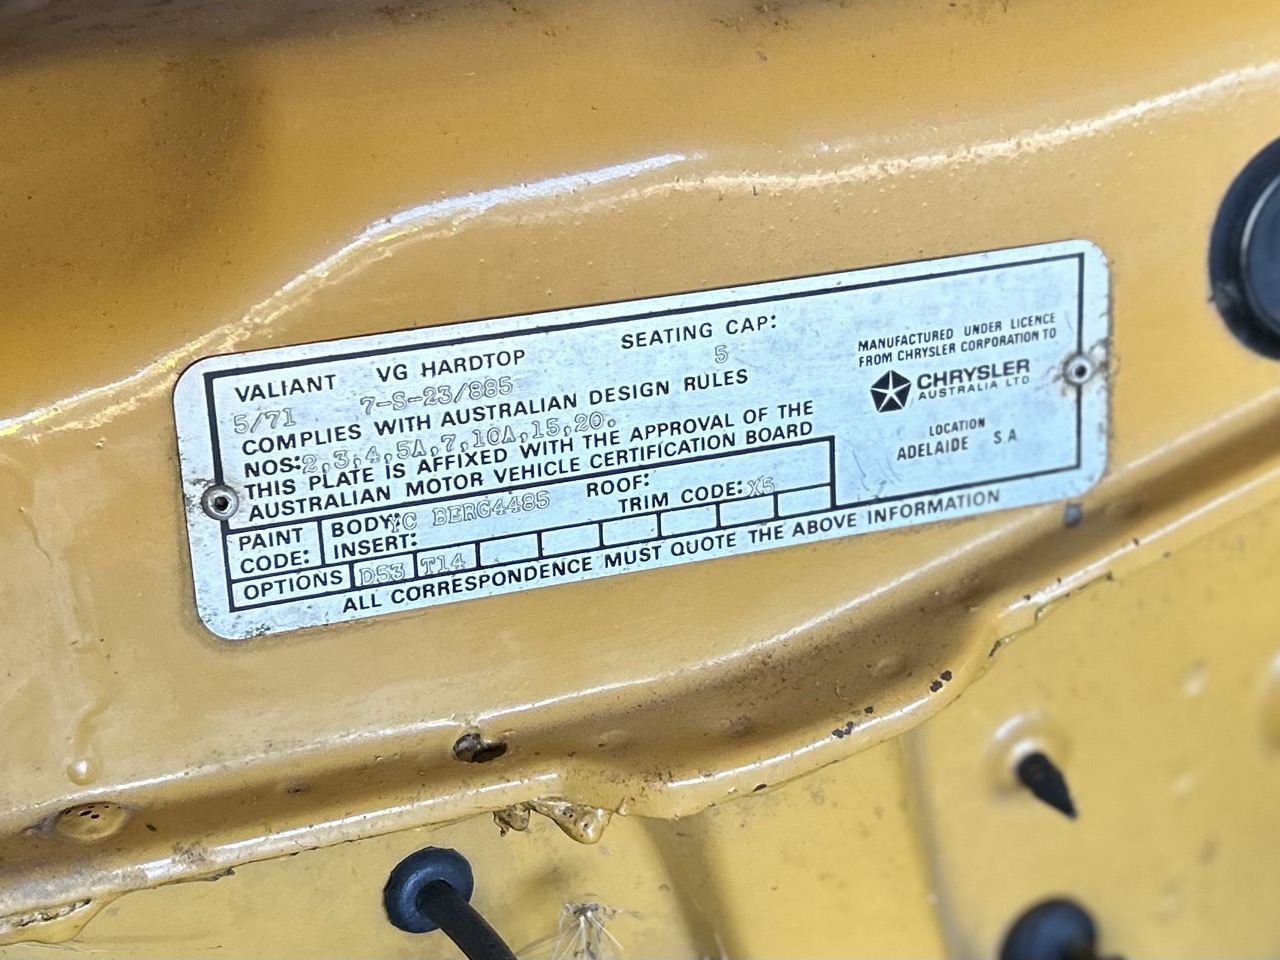 VALIANT VG HARDTOP SEATING CAP:
5/71 7-S-23/885 5
COMPLIES WITH AUSTRALIAN DESIGN RULES
NOS: 2,3,4,5A,7,10A,15,20.
THIS PLATE IS AFFIXED WITH THE APPROVAL OF THE
AUSTRALIAN MOTOR VEHICLE CERTIFICATION BOARD
PAINT CODE: BODY: YC BERG4485 ROOF:
INSERT: TRIM CODE: X5
OPTIONS D53 T14
ALL CORRESPONDENCE MUST QUOTE THE ABOVE INFORMATION
MANUFACTURED UNDER LICENCE
FROM CHRYSLER CORPORATION TO
CHRYSLER
AUSTRALIA LTD
LOCATION
ADELAIDE S.A